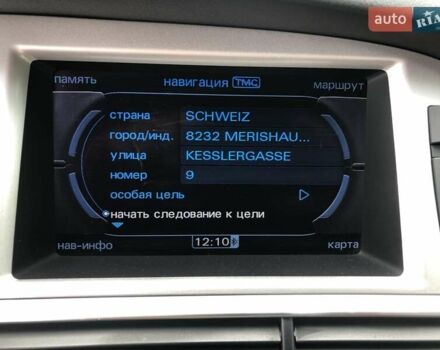 auto RIA
память навигация TMC маршрут
страна SCHWEIZ
город/инд. 8232 MERISHAU...
улица KESSLERGASSE
номер 9
особая цель
начать следование к цели
нав-инфо 12:10 карта